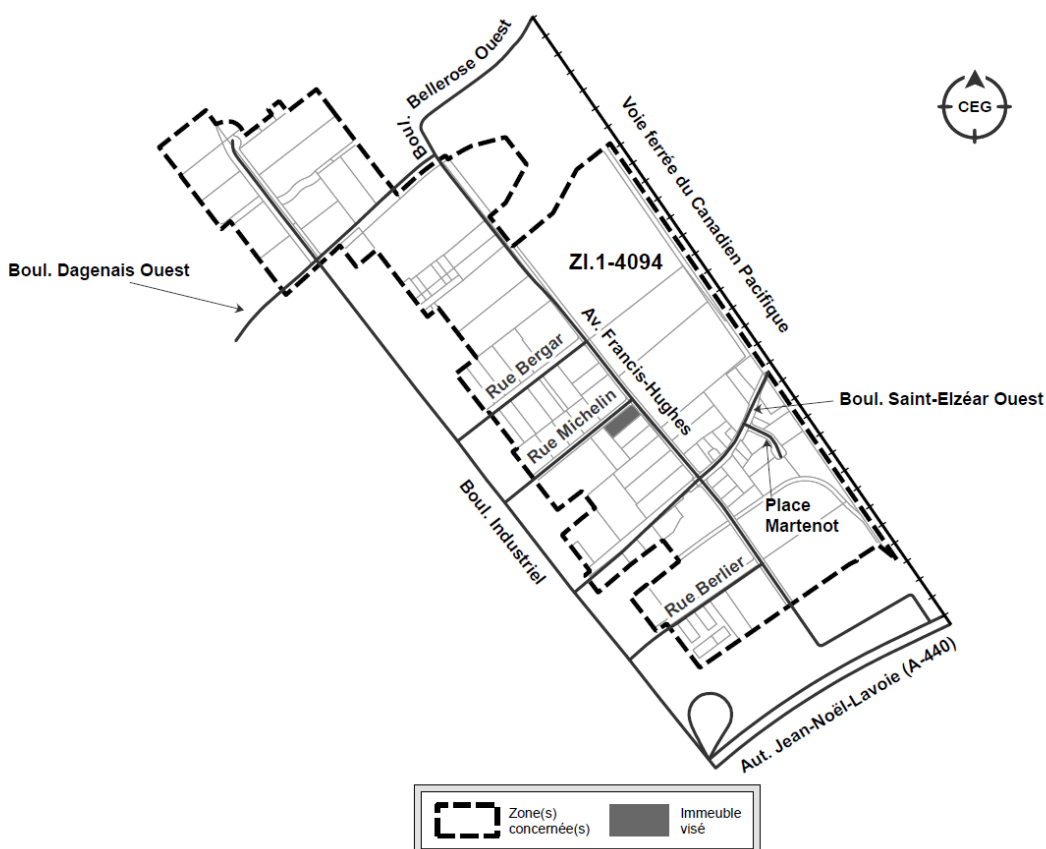 Boul. Bellerose Ouest
CEG
Voie ferrée du Canadien Pacifique
Boul. Dagenais Ouest
ZI.1-4094
Av. Francis-Hughes
Rue Bergar
Rue Michelin
Boul. Saint-Elzéar Ouest
Boul. Industriel
Place
Martenot
Rue Berlier
Aut. Jean-Noël-Lavoie (A-440)
Zone(s)
concernée(s)
Immeuble
visé